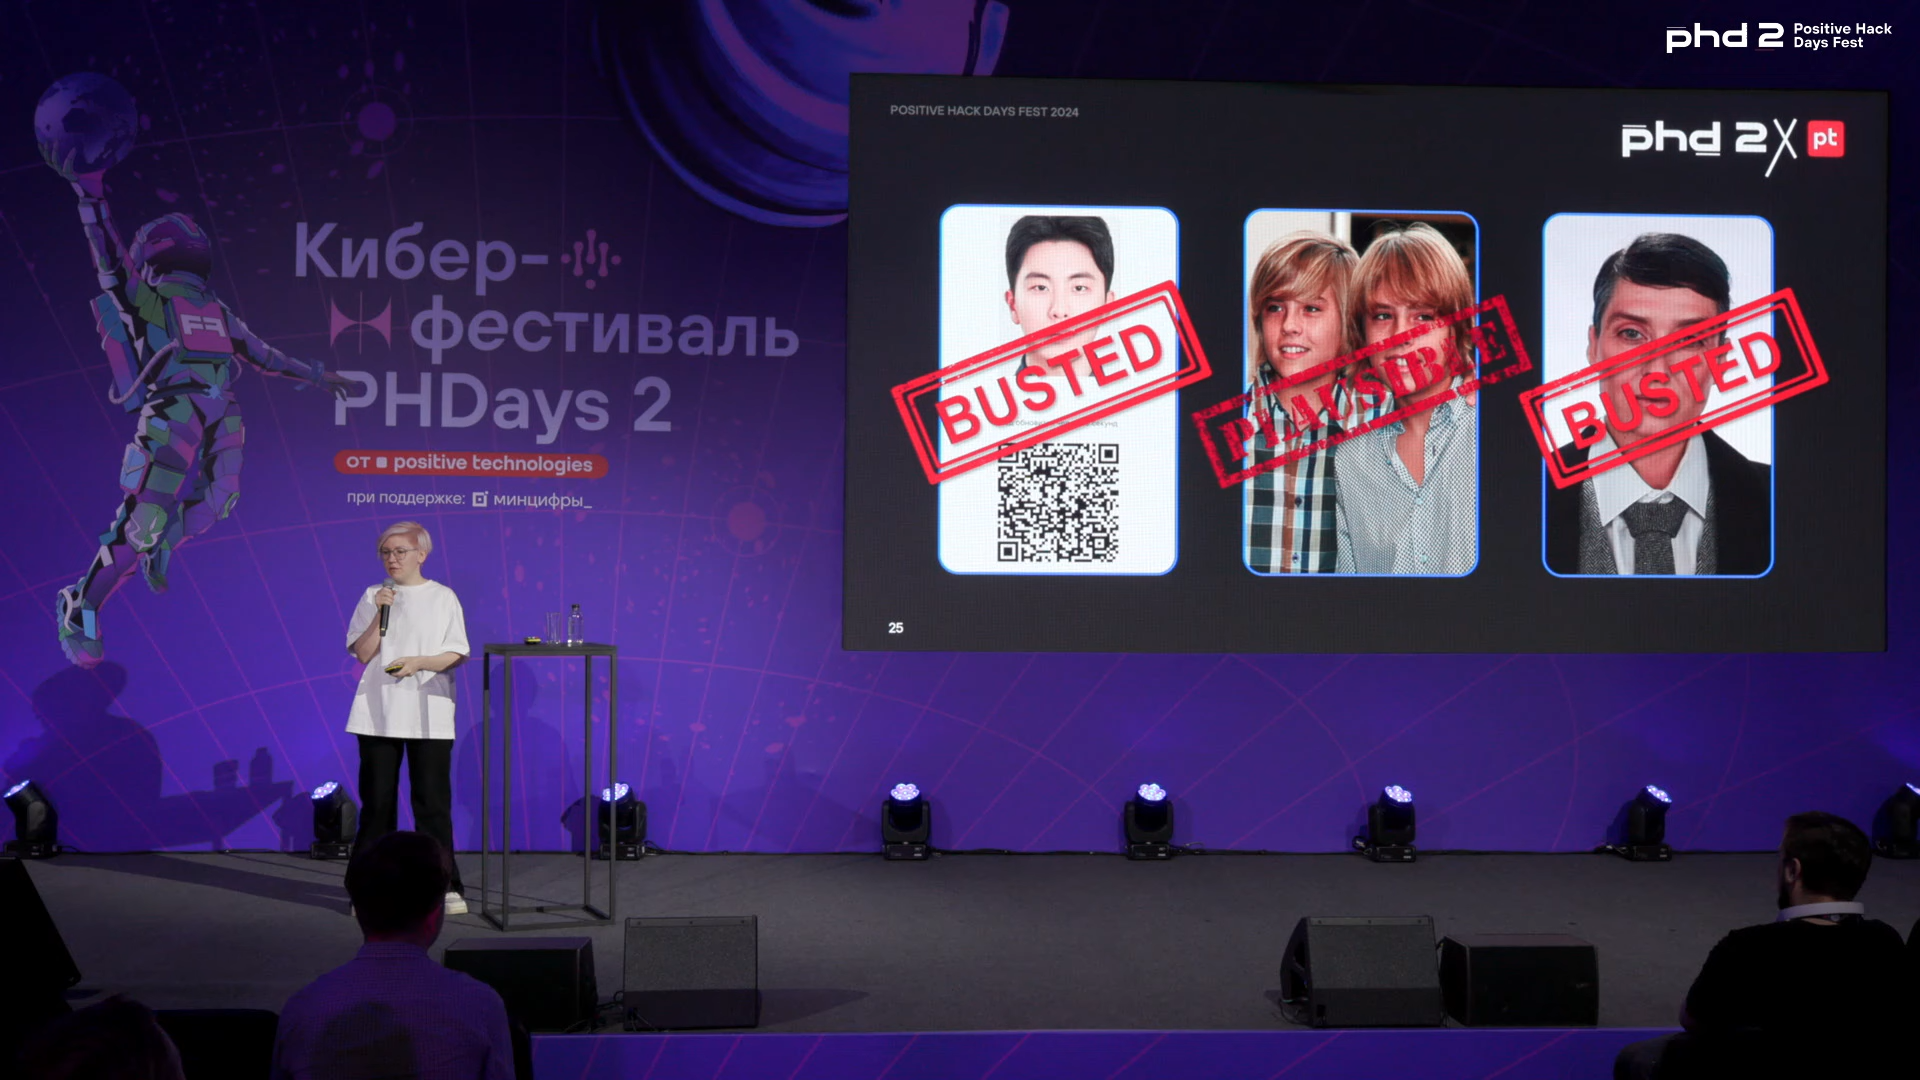 phd 2 Positive Hack
Days Fest
POSITIVE HACK DAYS FEST 2024
phd 2 pt
Кибер-
фестиваль
PHDays 2
от positive technologies
при поддержке: минцифры_
BUSTED
PLAUSIBLE
BUSTED
25